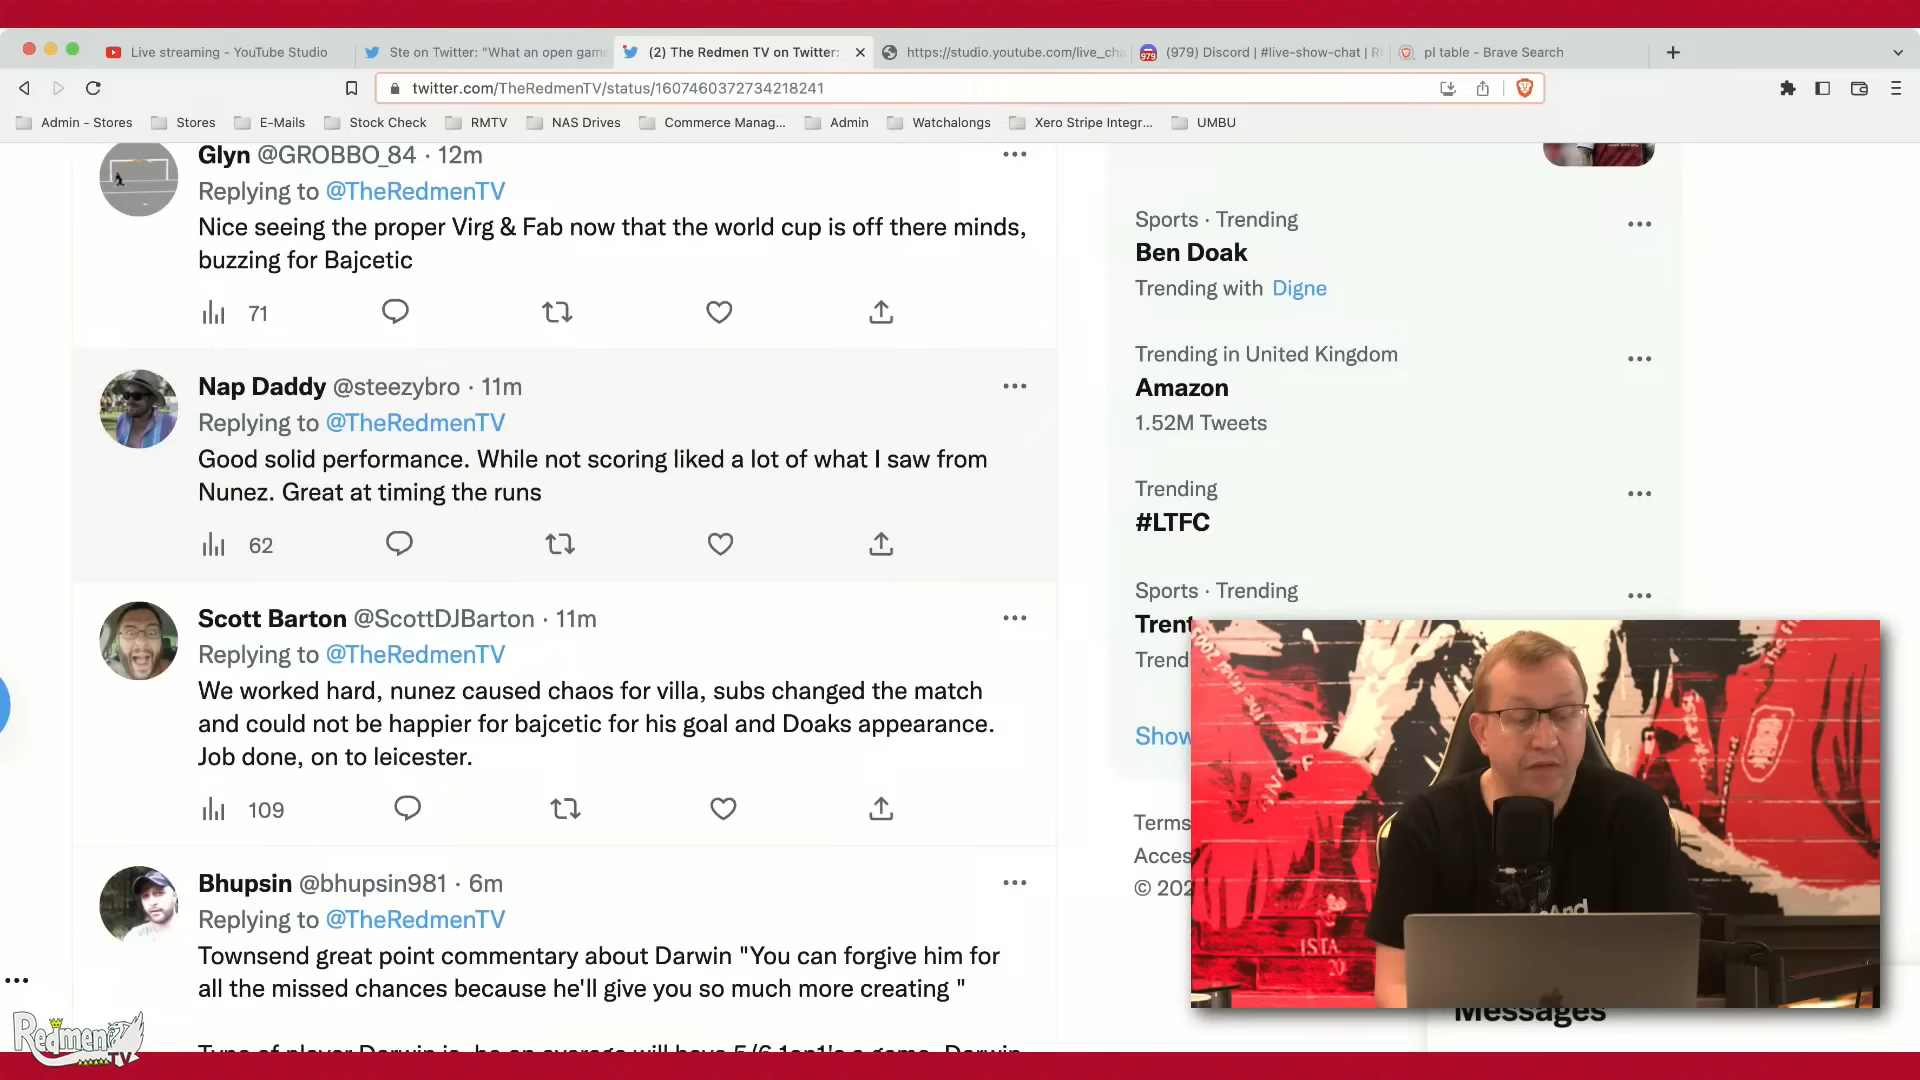 Live streaming - YouTube Studio
Ste on Twitter: "What an open gam
(2) The Redmen TV on Twitter:
https://studio.youtube.com/live_cha
(979) Discord | #live-show-chat | R
pl table - Brave Search
twitter.com/TheRedmenTV/status/1607460372734218241
Admin - Stores
Stores
E-Mails
Stock Check
RMTV
NAS Drives
Commerce Manag...
Admin
Watchalongs
Xero Stripe Integr...
UMBU
Glyn @GROBBO_84 · 12m
Replying to @TheRedmenTV
Nice seeing the proper Virg & Fab now that the world cup is off there minds,
buzzing for Bajcetic
71
Nap Daddy @steezybro · 11m
Replying to @TheRedmenTV
Good solid performance. While not scoring liked a lot of what I saw from
Nunez. Great at timing the runs
62
Scott Barton @ScottDJBarton · 11m
Replying to @TheRedmenTV
We worked hard, nunez caused chaos for villa, subs changed the match
and could not be happier for bajcetic for his goal and Doaks appearance.
Job done, on to leicester.
109
Bhupsin @bhupsin981 · 6m
Replying to @TheRedmenTV
Townsend great point commentary about Darwin "You can forgive him for
all the missed chances because he'll give you so much more creating "
Sports · Trending
Ben Doak
Trending with Digne
Trending in United Kingdom
Amazon
1.52M Tweets
Trending
#LTFC
Sports · Trending
Trent
Trend
Show
Terms
Acces
© 202
Messages
Redmen TV
ISTA
20